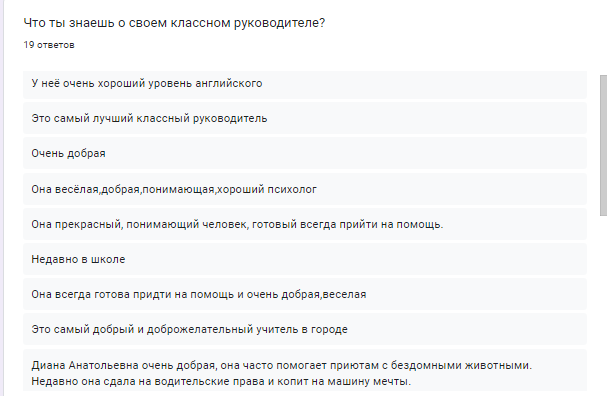 Что ты знаешь о своем классном руководителе?
19 ответов
У неё очень хороший уровень английского
Это самый лучший классный руководитель
Очень добрая
Она весёлая,добрая,понимающая,хороший психолог
Она прекрасный, понимающий человек, готовый всегда прийти на помощь.
Недавно в школе
Она всегда готова придти на помощь и очень добрая,веселая
Это самый добрый и доброжелательный учитель в городе
Диана Анатольевна очень добрая, она часто помогает приютам с бездомными животными.
Недавно она сдала на водительские права и копит на машину мечты.